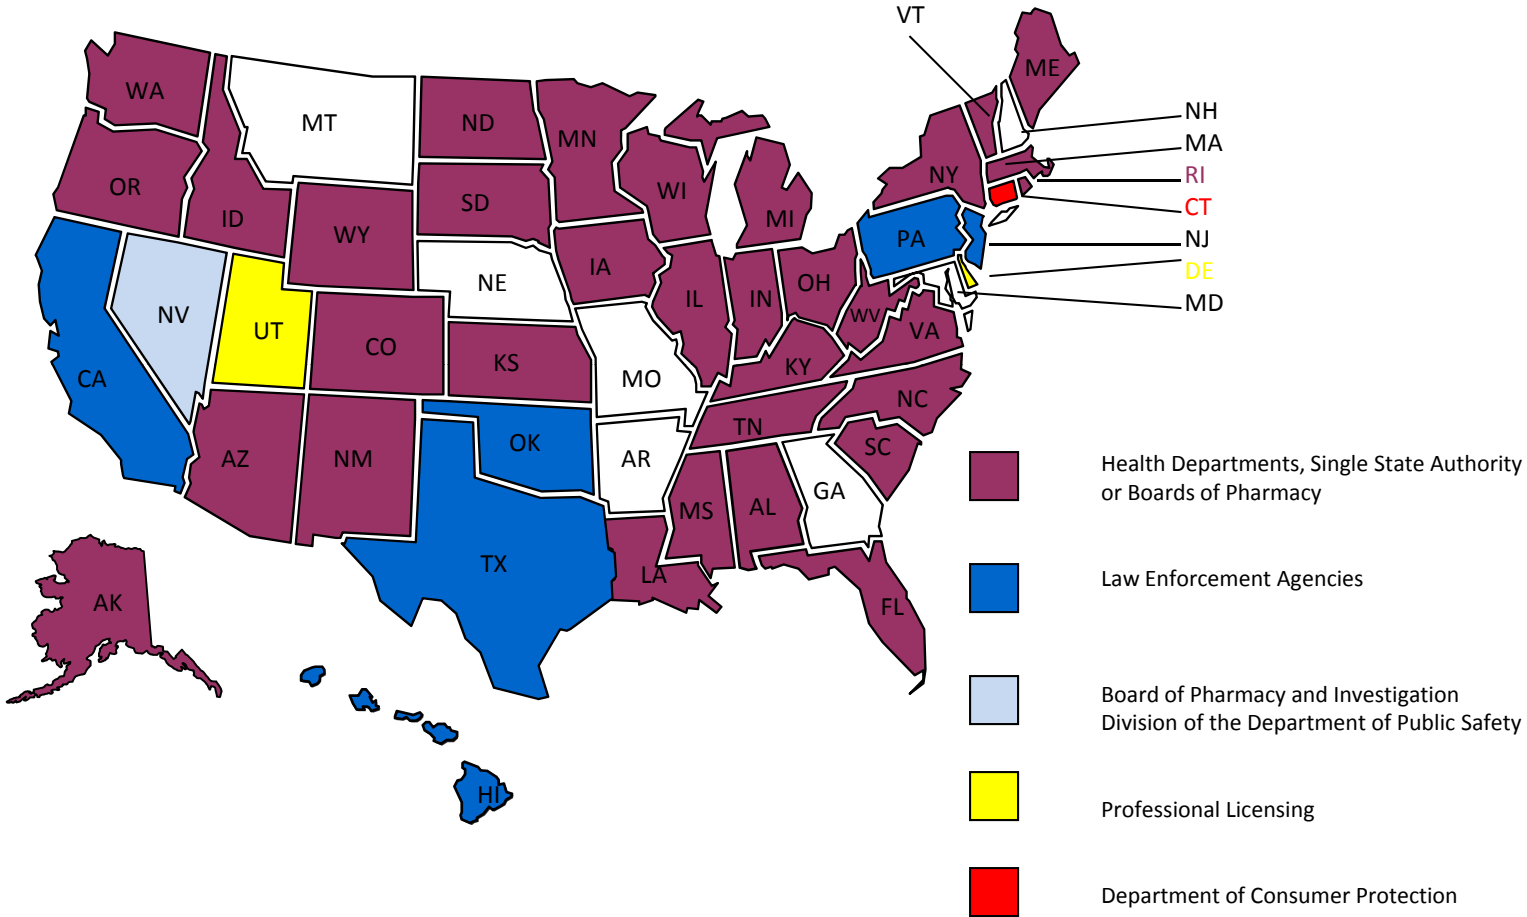 VT
ME
WA
MT
ND
MN
NH
MA
RI
CT
NJ
DE
MD
OR
ID
WY
SD
WI
MI
NY
PA
NE
IA
IL
IN
OH
WV
VA
NV
UT
CO
KS
MO
KY
CA
NC
TN
SC
AZ
NM
OK
AR
GA
MS
AL
TX
LA
FL
AK
HI
Health Departments, Single State Authority
or Boards of Pharmacy
Law Enforcement Agencies
Board of Pharmacy and Investigation
Division of the Department of Public Safety
Professional Licensing
Department of Consumer Protection